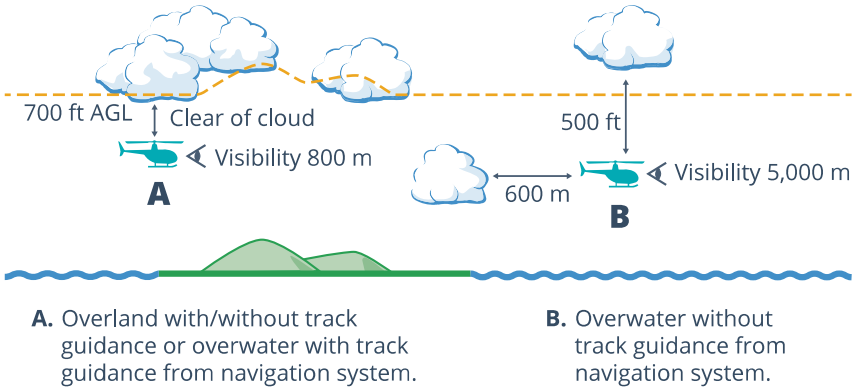 700 ft AGL
Clear of cloud
Visibility 800 m
A
500 ft
600 m
Visibility 5,000 m
B
A. Overland with/without track
guidance or overwater with track
guidance from navigation system.
B. Overwater without
track guidance from
navigation system.